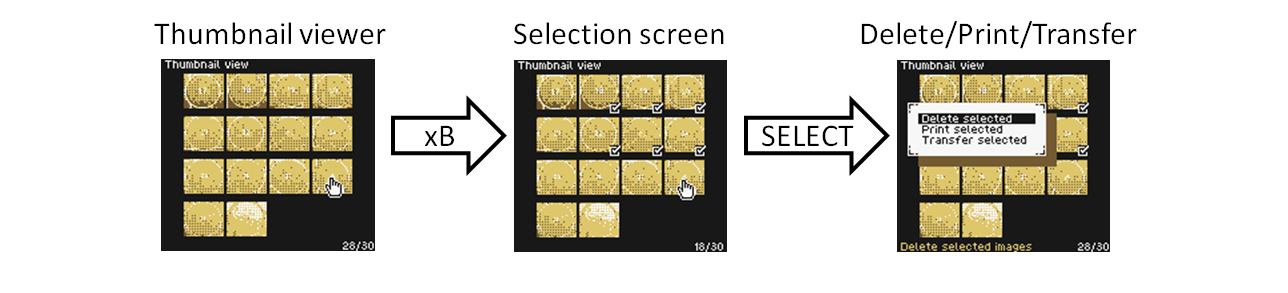 Thumbnail viewer
Selection screen
Delete/Print/Transfer
Thumbnail view
28/30
xB
Thumbnail view
18/30
SELECT
Thumbnail view
Delete selected
Print selected
Transfer selected
Delete selected images
28/30